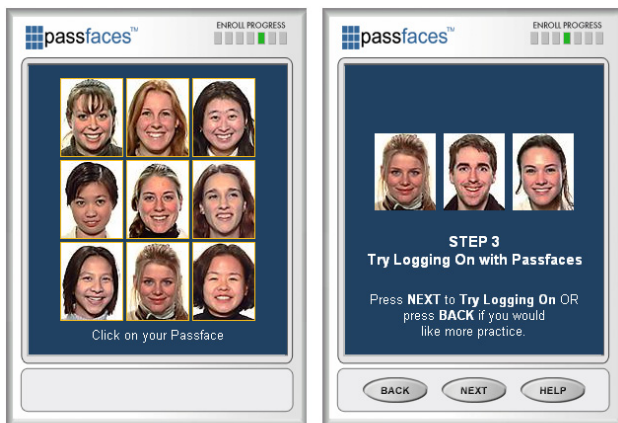 passfaces™
ENROLL PROGRESS
Click on your Passface
passfaces™
ENROLL PROGRESS
STEP 3
Try Logging On with Passfaces
Press NEXT to Try Logging On OR
press BACK if you would
like more practice.
BACK
NEXT
HELP